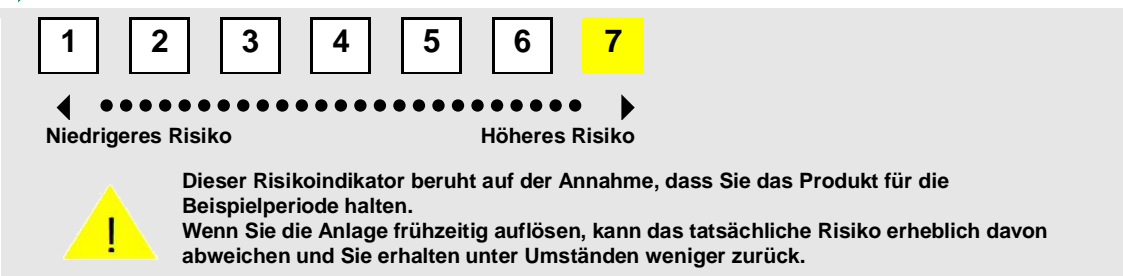 1 2 3 4 5 6 7
Niedrigeres Risiko Höheres Risiko
Dieser Risikoindikator beruht auf der Annahme, dass Sie das Produkt für die
Beispielperiode halten.
! Wenn Sie die Anlage frühzeitig auflösen, kann das tatsächliche Risiko erheblich davon
abweichen und Sie erhalten unter Umständen weniger zurück.